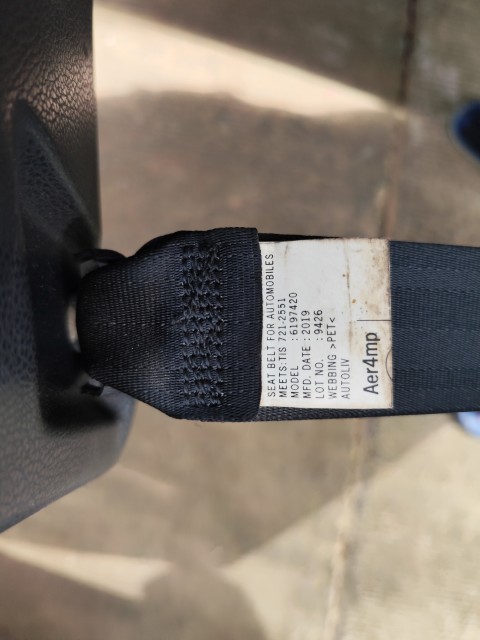 SEAT BELT FOR AUTOMOBILES
MEETS:TIS 721-2551
MODEL : 6197420
MFD. DATE : 2019
LOT NO. : 9426
WEBBING >PET<
AUTOLIV
Aer4mp